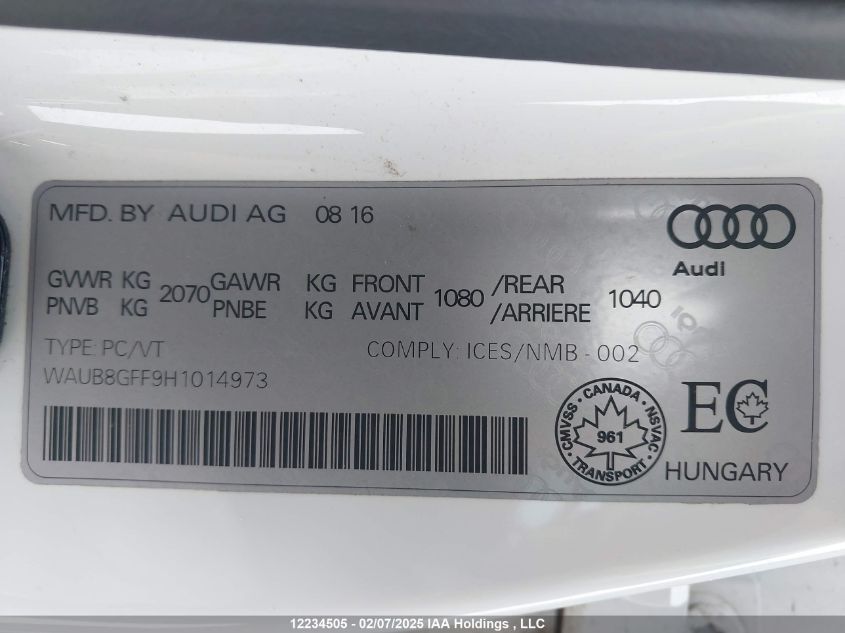 MFD. BY AUDI AG 08 16
Audi
GVWR KG 2070 GAWR KG FRONT 1080 /REAR 1040
PNVB KG PNBE KG AVANT /ARRIERE
TYPE: PC/VT COMPLY: ICES/NMB - 002
WAUB8GFF9H1014973
CMVSS · CANADA · NSVAC
961
TRANSPORT
EC
HUNGARY
12234505 - 02/07/2025 IAA Holdings , LLC